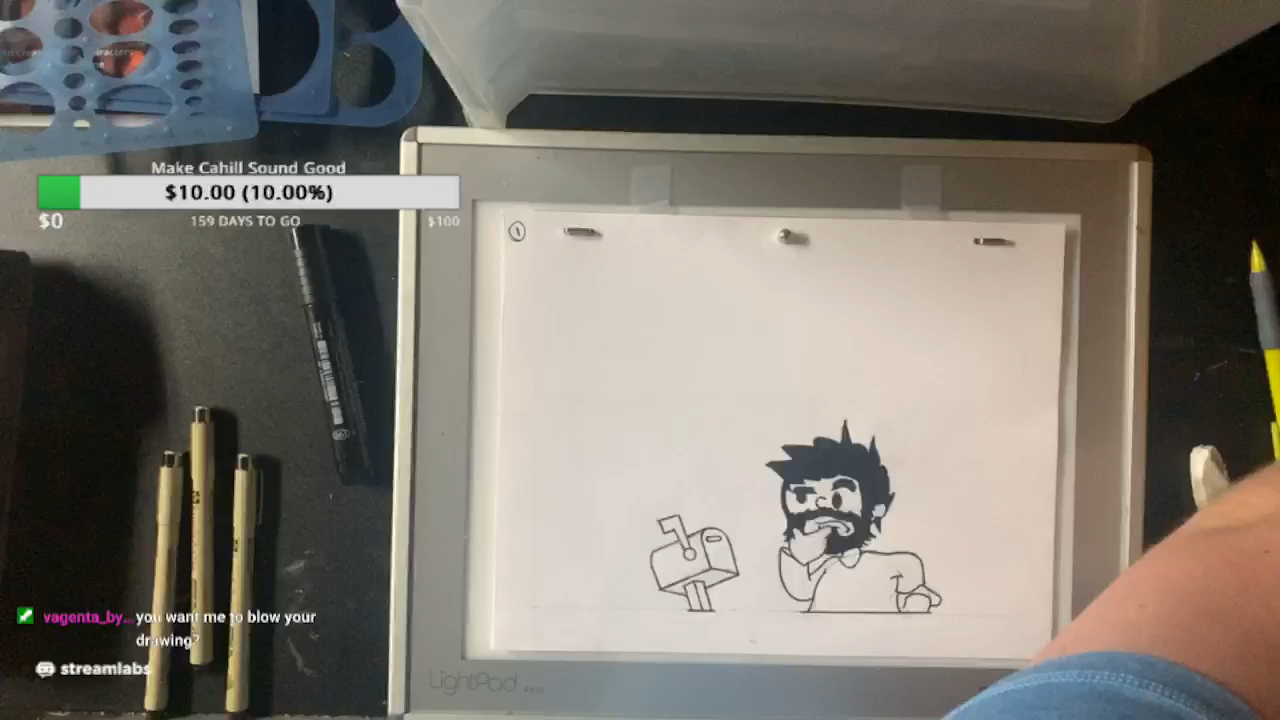 Make Cahill Sound Good
$10.00 (10.00%)
$0 159 DAYS TO GO $100
1
vagenta_by... you want me to blow your
drawing?
streamlabs
LightPad